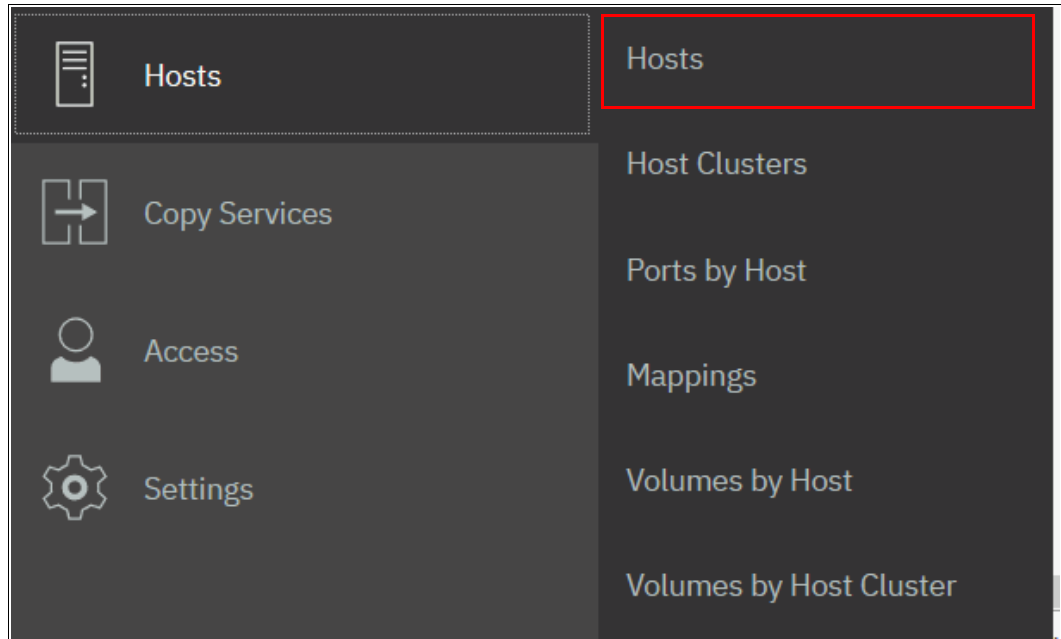 Hosts
Copy Services
Access
Settings
Hosts
Host Clusters
Ports by Host
Mappings
Volumes by Host
Volumes by Host Cluster